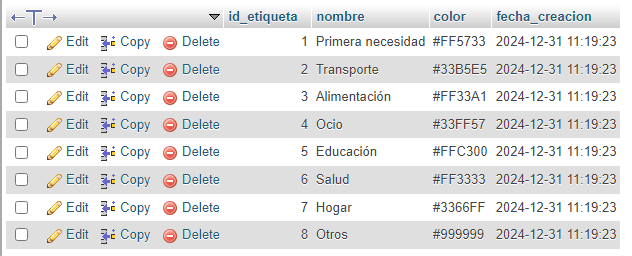 id_etiqueta nombre color fecha_creacion
Edit Copy Delete 1 Primera necesidad #FF5733 2024-12-31 11:19:23
Edit Copy Delete 2 Transporte #33B5E5 2024-12-31 11:19:23
Edit Copy Delete 3 Alimentación #FF33A1 2024-12-31 11:19:23
Edit Copy Delete 4 Ocio #33FF57 2024-12-31 11:19:23
Edit Copy Delete 5 Educación #FFC300 2024-12-31 11:19:23
Edit Copy Delete 6 Salud #FF3333 2024-12-31 11:19:23
Edit Copy Delete 7 Hogar #3366FF 2024-12-31 11:19:23
Edit Copy Delete 8 Otros #999999 2024-12-31 11:19:23